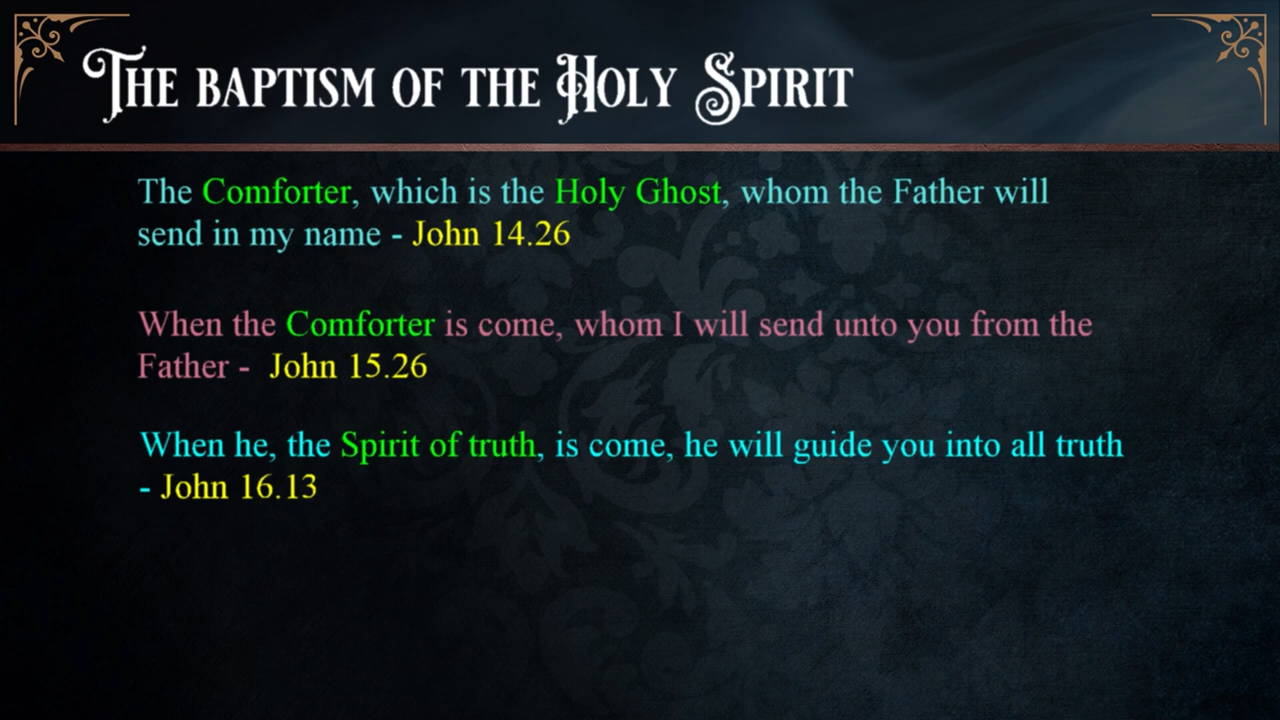 The baptism of the Holy Spirit
The Comforter, which is the Holy Ghost, whom the Father will
send in my name - John 14.26
When the Comforter is come, whom I will send unto you from the
Father - John 15.26
When he, the Spirit of truth, is come, he will guide you into all truth
- John 16.13